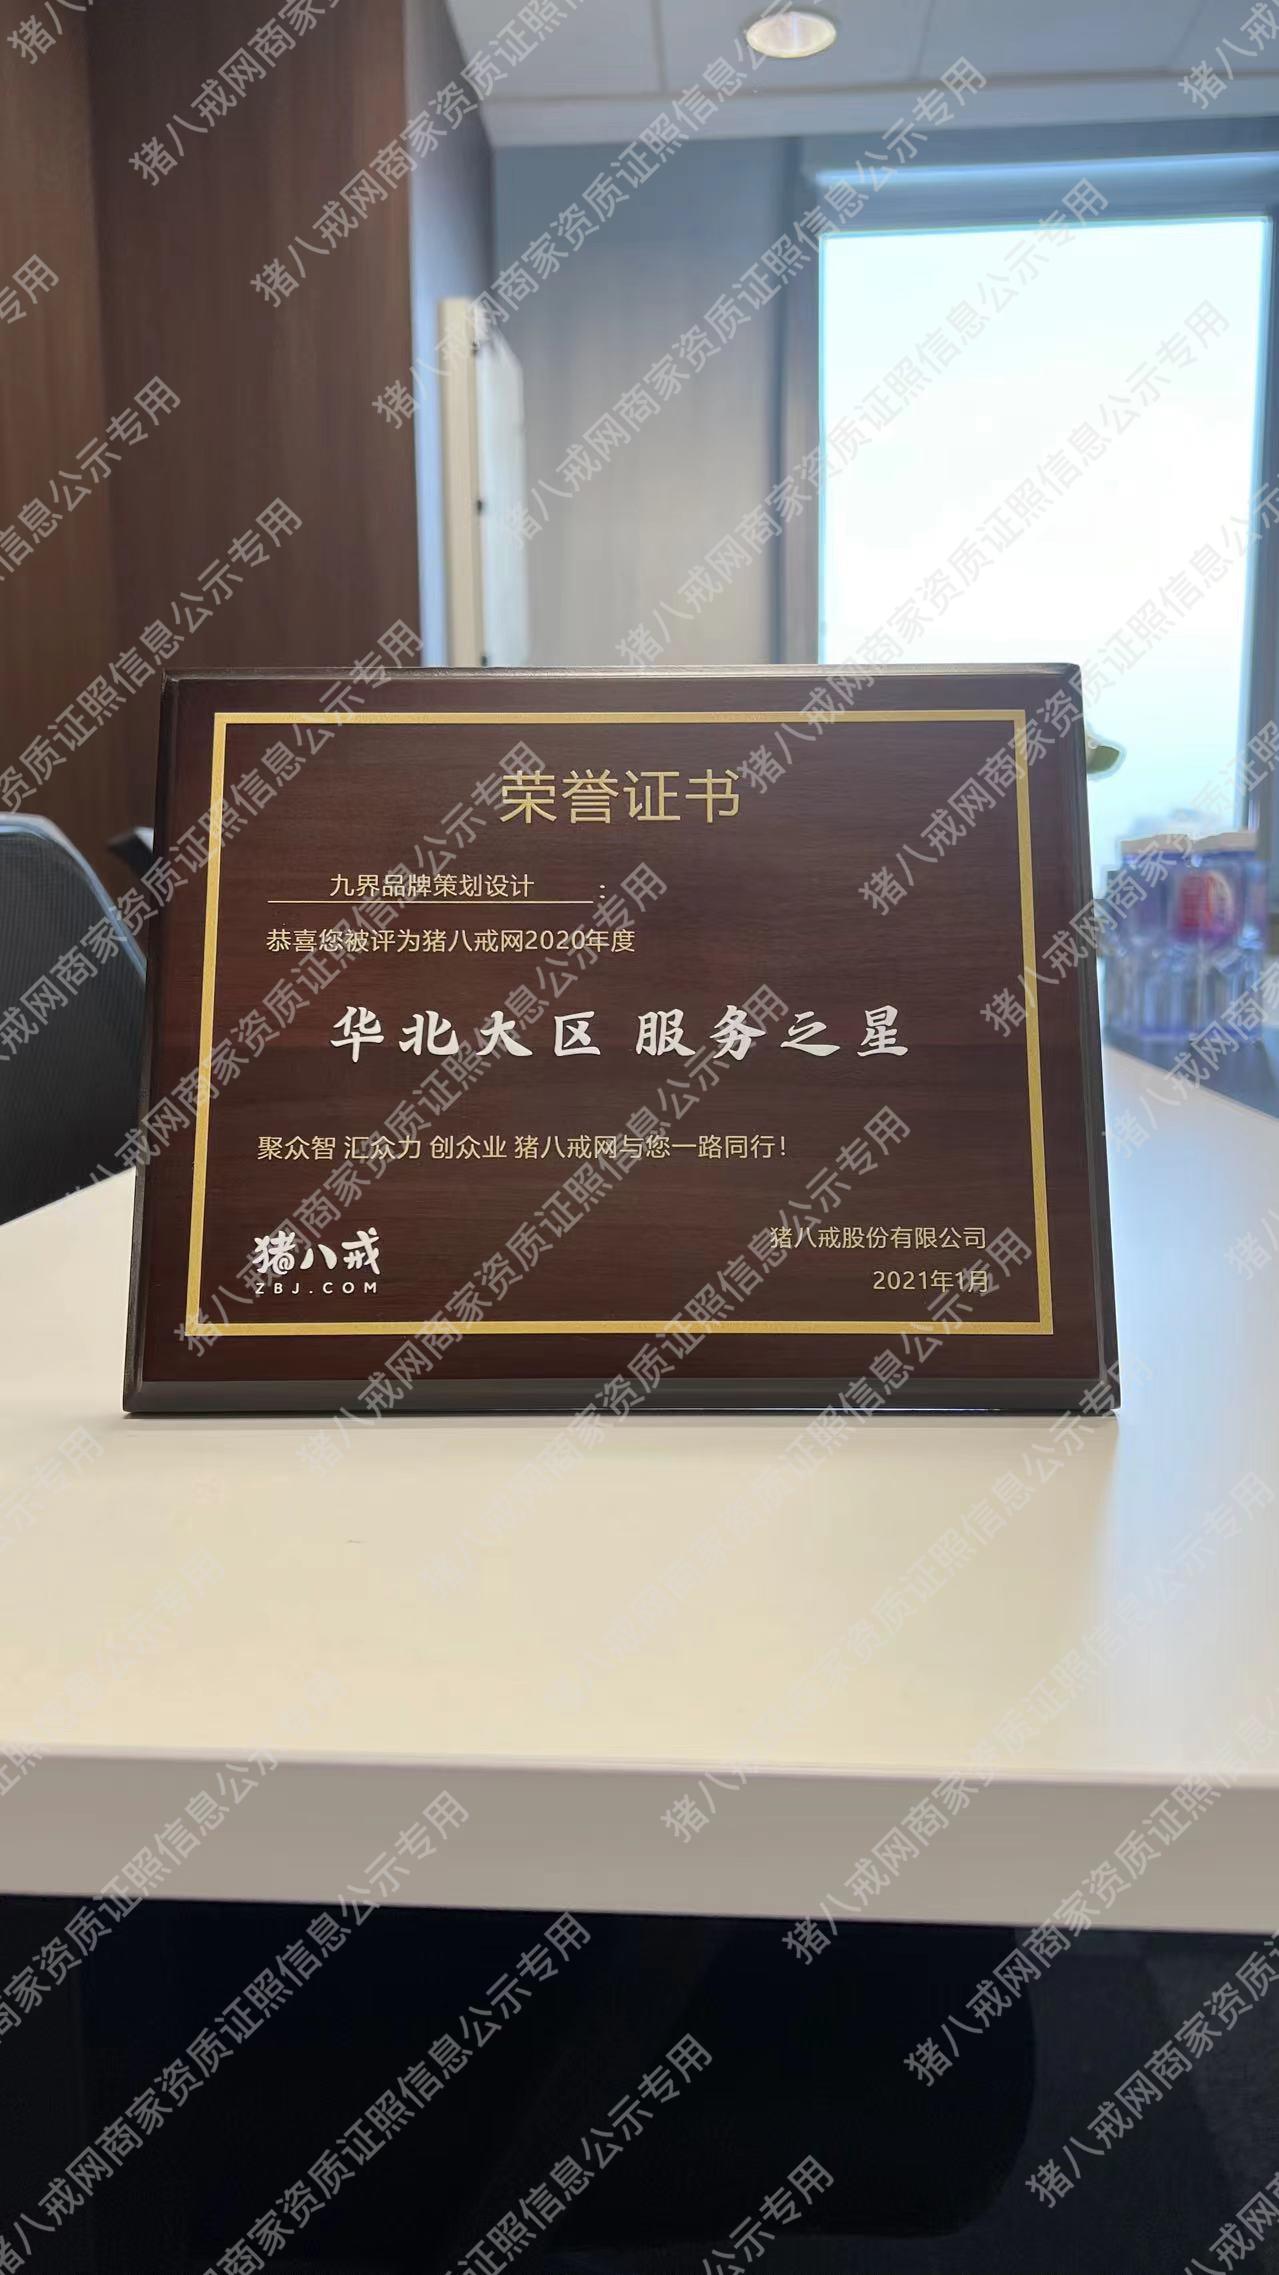 荣誉证书
九界品牌策划设计 :
恭喜您被评为猪八戒网2020年度
华北大区 服务之星
聚众智 汇众力 创众业 猪八戒网与您一路同行！
猪八戒
ZBJ.COM
猪八戒股份有限公司
2021年1月
猪八戒网商家资质证照信息公示专用